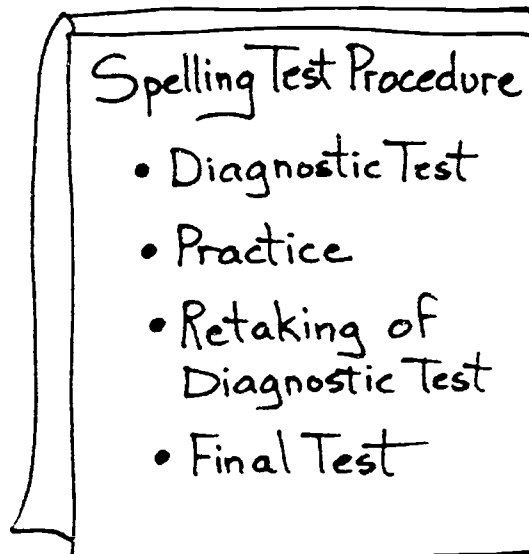 Spelling Test Procedure
• Diagnostic Test
• Practice
• Retaking of
Diagnostic Test
• Final Test